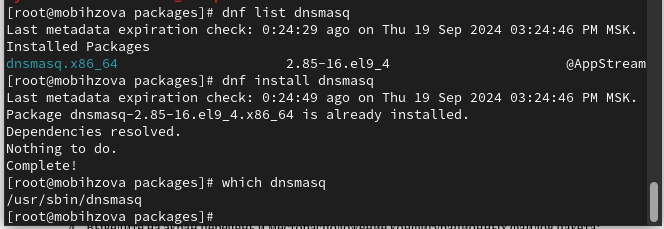 [root@mobihzova packages]# dnf list dnsmasq
Last metadata expiration check: 0:24:29 ago on Thu 19 Sep 2024 03:24:46 PM MSK.
Installed Packages
dnsmasq.x86_64 2.85-16.el9_4 @AppStream
[root@mobihzova packages]# dnf install dnsmasq
Last metadata expiration check: 0:24:49 ago on Thu 19 Sep 2024 03:24:46 PM MSK.
Package dnsmasq-2.85-16.el9_4.x86_64 is already installed.
Dependencies resolved.
Nothing to do.
Complete!
[root@mobihzova packages]# which dnsmasq
/usr/sbin/dnsmasq
[root@mobihzova packages]#